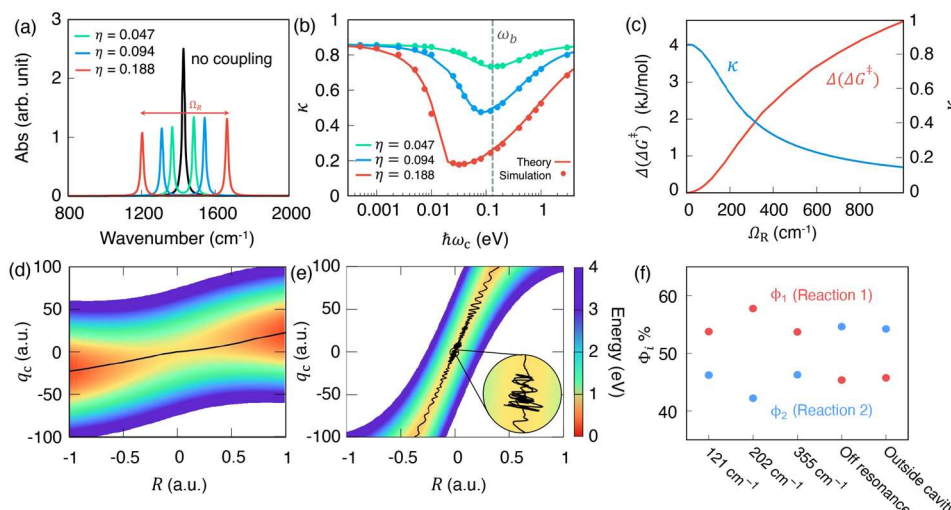 (a)
3
2
1
0
Abs (arb. unit)
η = 0.047
η = 0.094
η = 0.188
no coupling
Ω_R
800
1200
1600
2000
Wavenumber (cm⁻¹)
(b)
1
0.8
0.6
0.4
0.2
0
κ
ω_b
η = 0.047
η = 0.094
η = 0.188
Theory
Simulation
0.001
0.01
0.1
1
ħω_c (eV)
(c)
5
4
3
2
1
0
Δ(ΔG‡) (kJ/mol)
κ
Δ(ΔG‡)
1
0.8
0.6
0.4
0.2
0
κ
0
400
800
Ω_R (cm⁻¹)
(d)
100
50
0
-50
-100
q_c (a.u.)
-1
-0.5
0
0.5
1
R (a.u.)
(e)
100
50
0
-50
-100
q_c (a.u.)
-1
-0.5
0
0.5
1
R (a.u.)
4
3
2
1
0
Energy (eV)
(f)
60
50
40
Φ_i %
ϕ₁ (Reaction 1)
ϕ₂ (Reaction 2)
121 cm⁻¹
202 cm⁻¹
355 cm⁻¹
Off resonance
Outside cavity